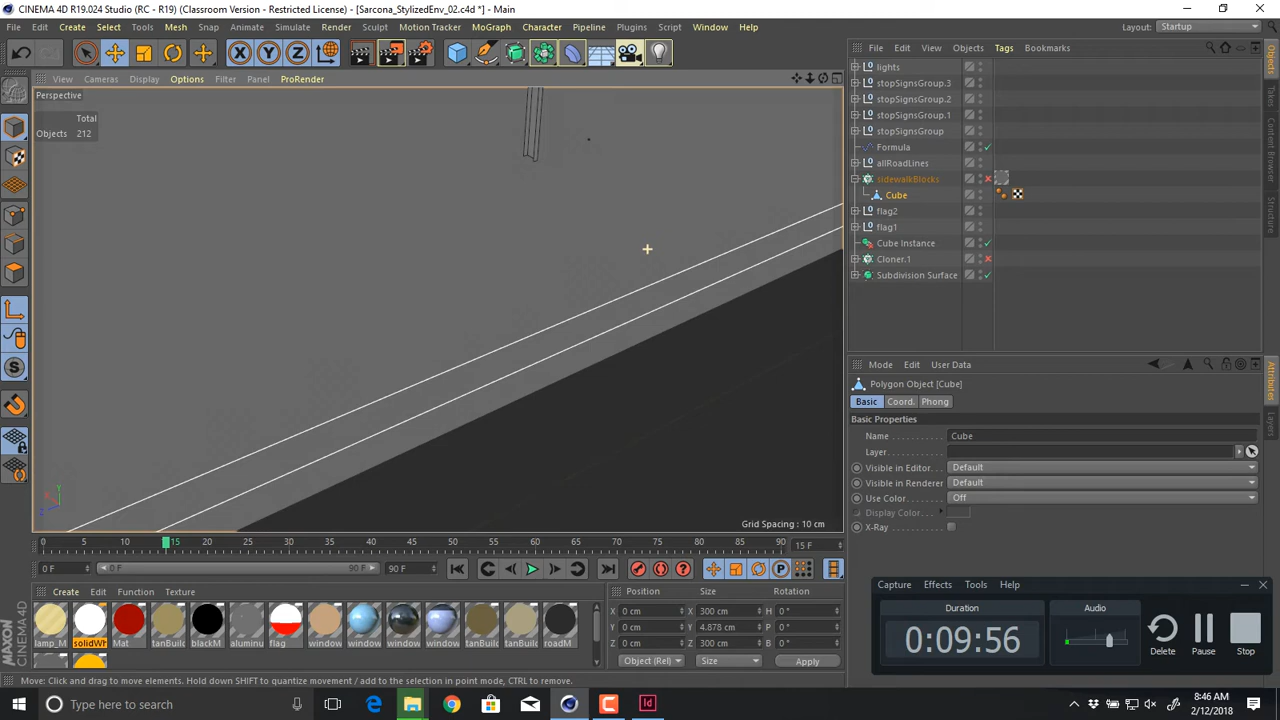 CINEMA 4D R19.024 Studio (RC - R19) (Classroom Version - Restricted License) - [Sarcona_StylizedEnv_02.c4d *] - Main
File Edit Create Select Tools Mesh Snap Animate Simulate Render Motion Tracker MoGraph Character Pipeline Plugins Script Window Help
Layout: Startup
X Y Z
File Edit View Objects Tags Bookmarks
View Cameras Display Options Filter Panel ProRender
Perspective
Total
Objects 212
lights
stopSignsGroup.3
stopSignsGroup.2
stopSignsGroup.1
stopSignsGroup
Formula
allRoadLines
sidewalkBlocks
Cube
flag2
flag1
Cube Instance
Cloner.1
Subdivision Surface
Objects
Takes
Content Browser
Structure
Mode Edit User Data
Polygon Object [Cube]
Basic Coord. Phong
Basic Properties
Name Cube
Layer
Visible in Editor Default
Visible in Renderer Default
Use Color Off
Display Color
X-Ray
Attributes
Layers
Grid Spacing : 10 cm
0 5 10 15 20 25 30 35 40 45 50 55 60 65 70 75 80 85 90 15 F
0 F 0 F 90 F 90 F
Create Edit Function Texture
lamp_M solidWh Mat tanBuild blackM aluminu flag window window window window tanBuild tanBuild roadM
Position Size Rotation
X 0 cm X 300 cm H 0 °
Y 0 cm Y 4.878 cm P 0 °
Z 0 cm Z 300 cm B 0 °
Object (Rel) Size Apply
Capture Effects Tools Help
Duration Audio
0:09:56
Delete Pause Stop
MAXON CINEMA 4D
Move: Click and drag to move elements. Hold down SHIFT to quantize movement / add to the selection in point mode, CTRL to remove.
Type here to search
8:46 AM
2/12/2018